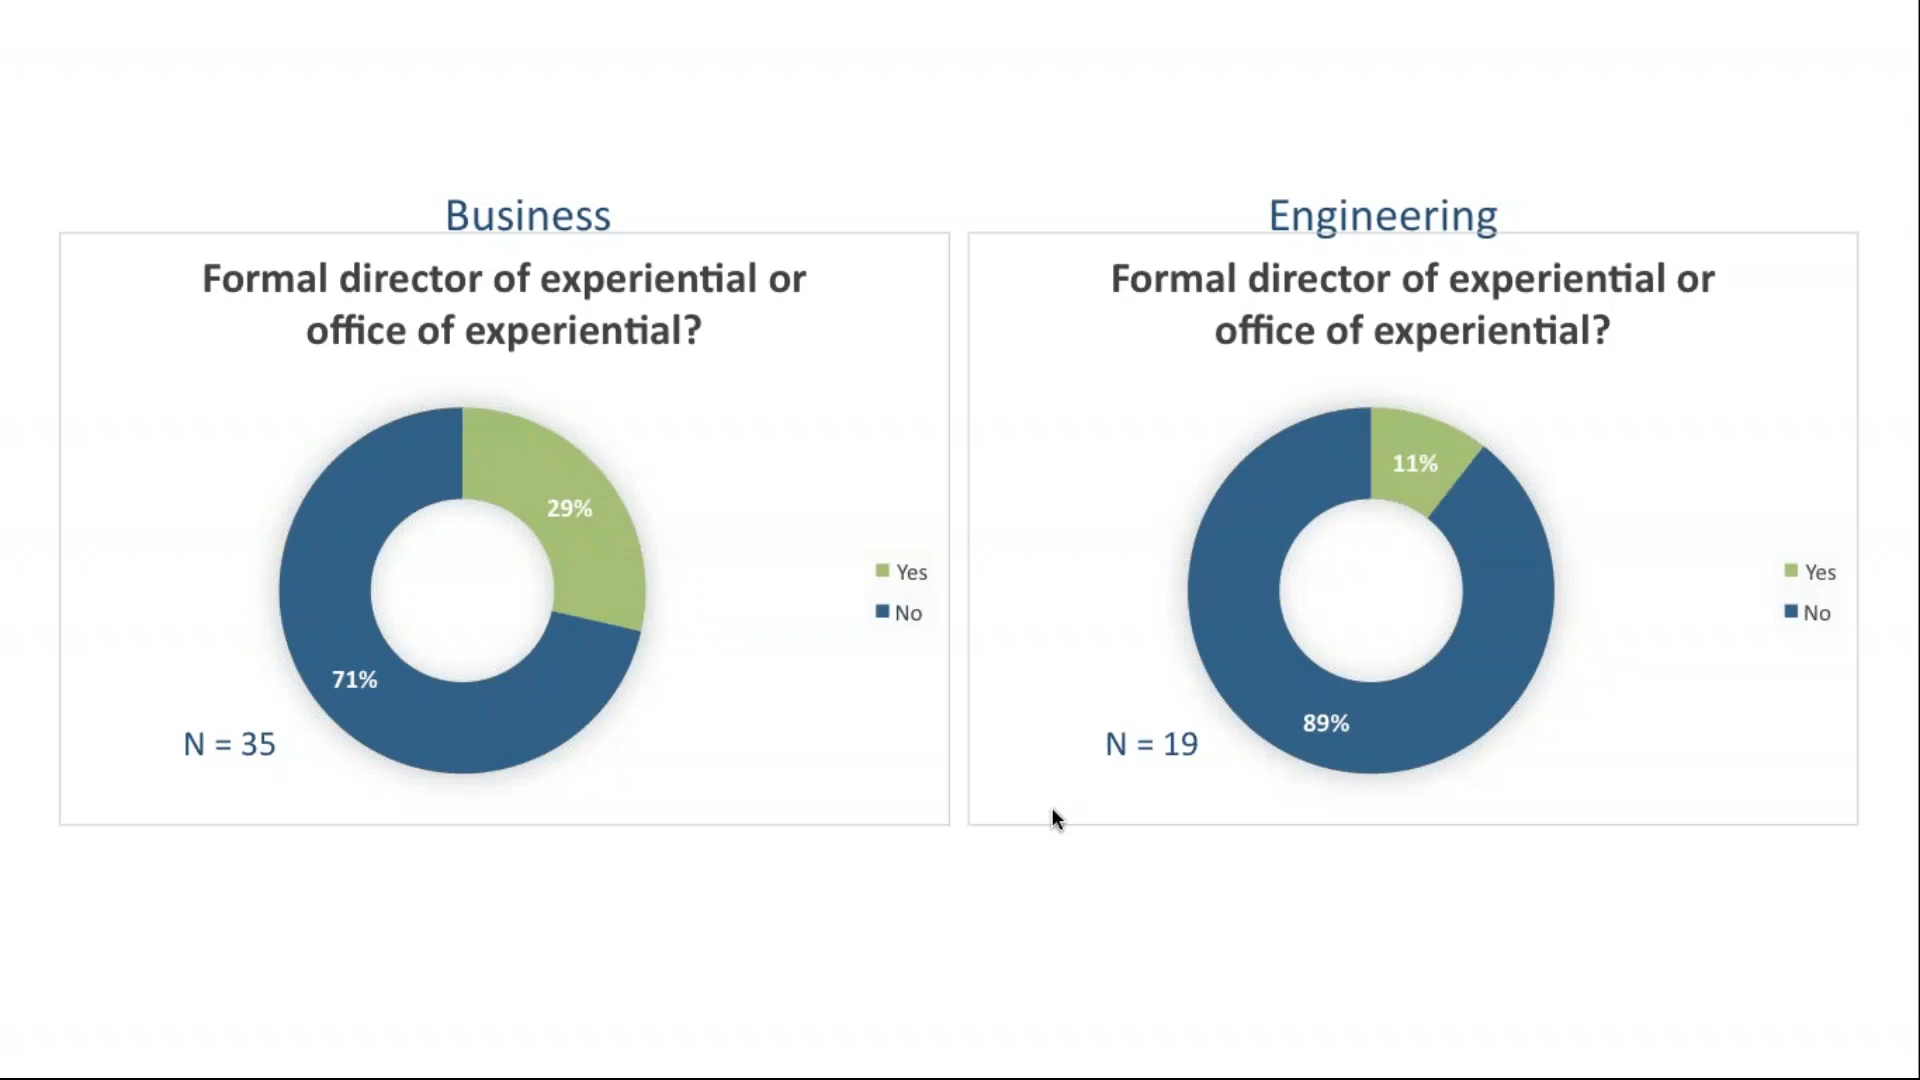 Business
Formal director of experiential or
office of experiential?
29%
71%
Yes
No
N = 35
Engineering
Formal director of experiential or
office of experiential?
11%
89%
Yes
No
N = 19